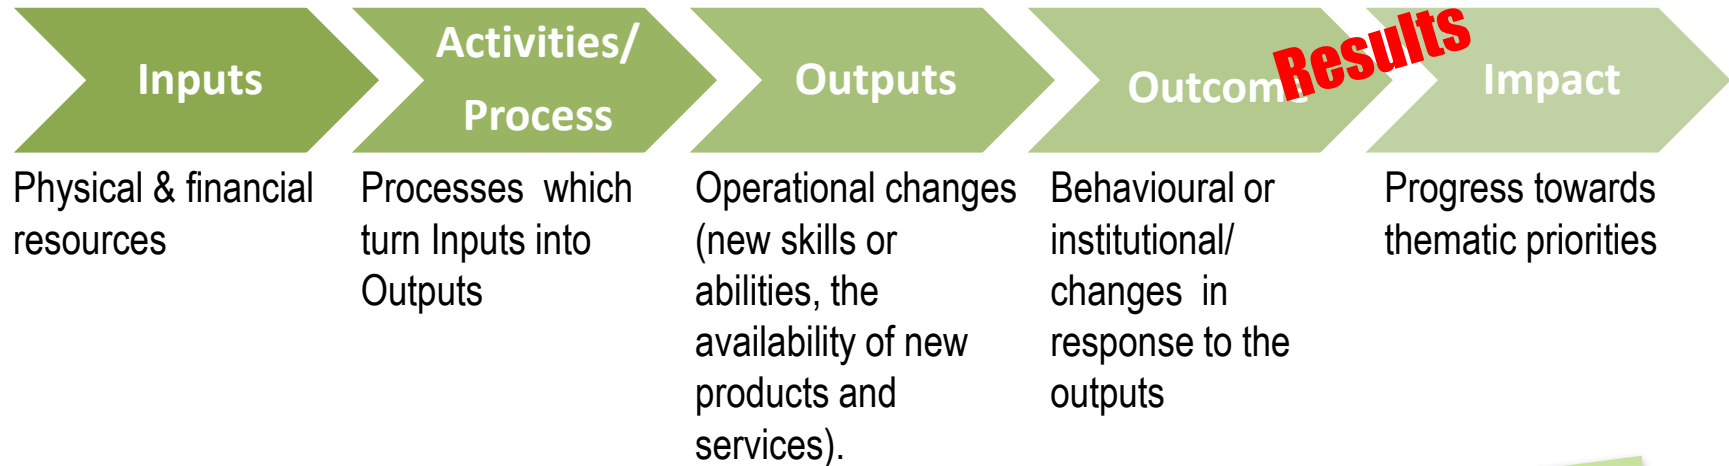 Inputs
Physical & financial
resources
Activities/
Process
Processes which
turn Inputs into
Outputs
Outputs
Operational changes
(new skills or
abilities, the
availability of new
products and
services).
Outcome
Results
Behavioural or
institutional/
changes in
response to the
outputs
Impact
Progress towards
thematic priorities